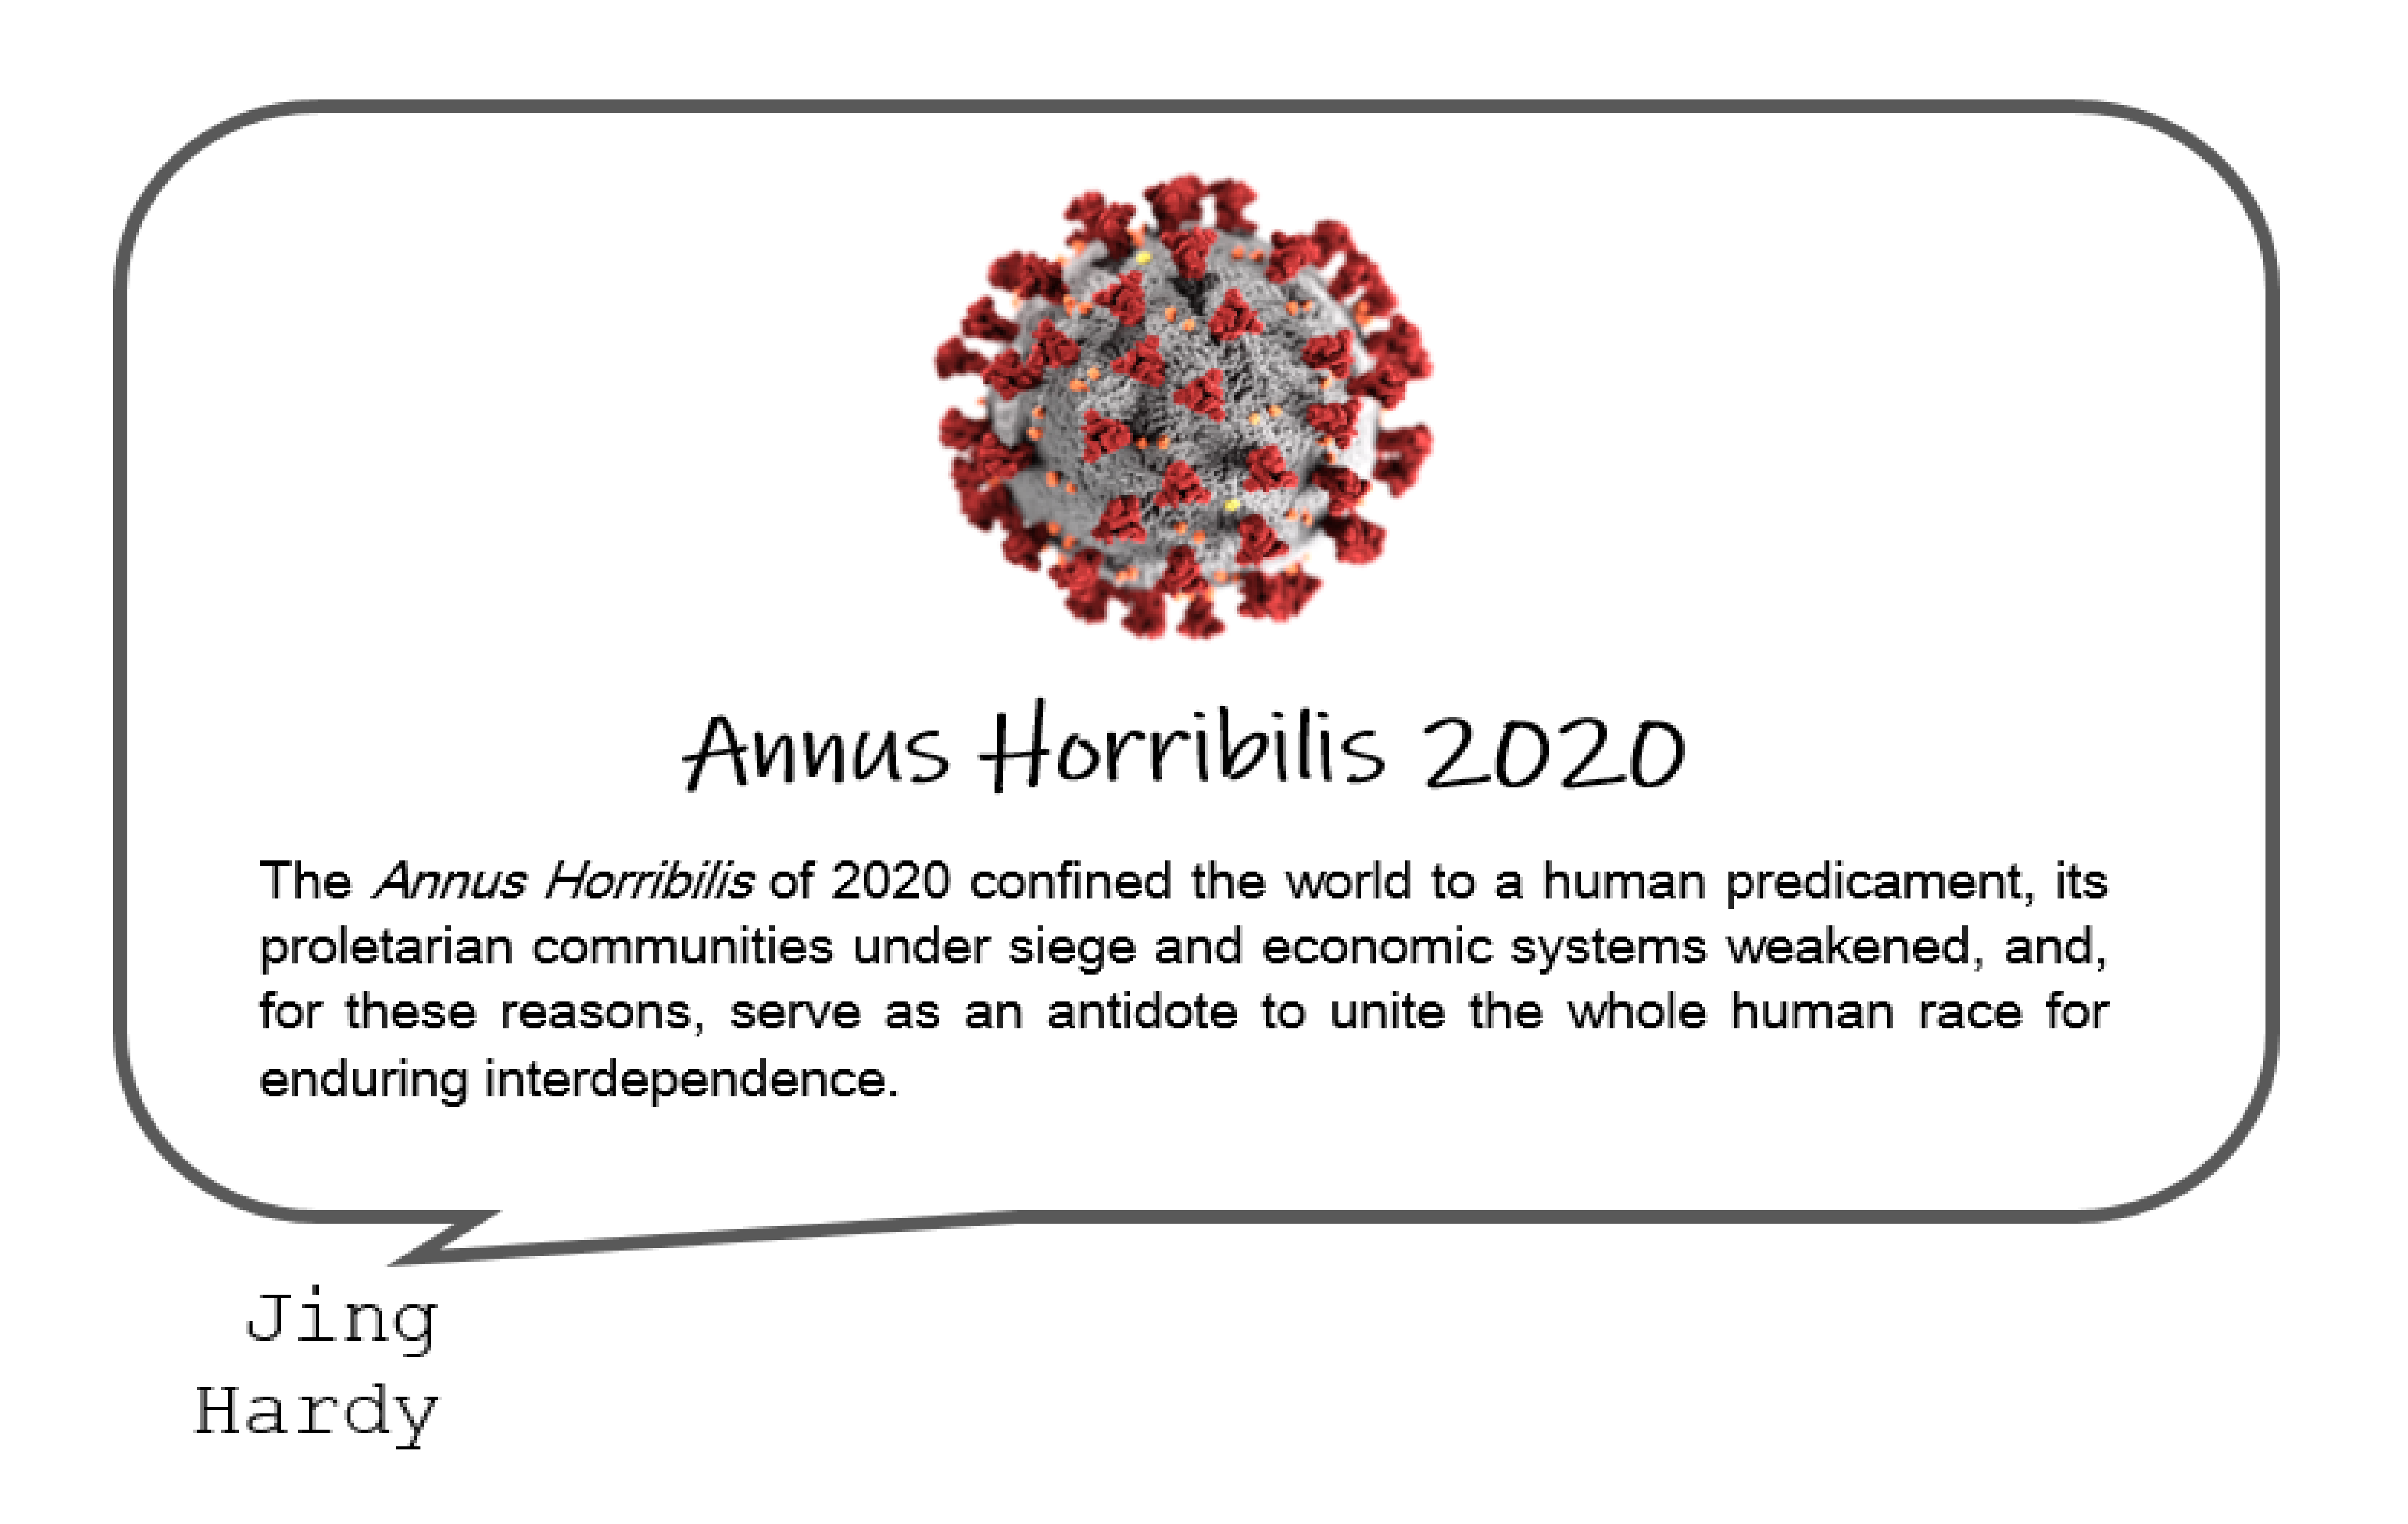 Annus Horribilis 2020
The Annus Horribilis of 2020 confined the world to a human predicament, its
proletarian communities under siege and economic systems weakened, and,
for these reasons, serve as an antidote to unite the whole human race for
enduring interdependence.
Jing
Hardy